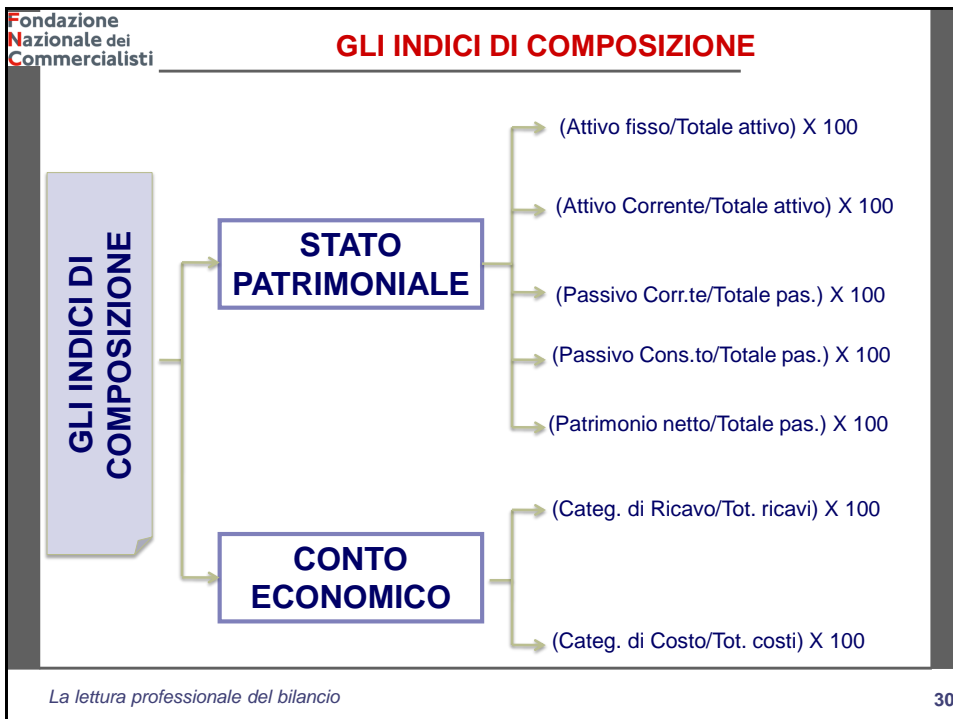 Fondazione
Nazionale dei
Commercialisti
GLI INDICI DI COMPOSIZIONE
GLI INDICI DI
COMPOSIZIONE
STATO
PATRIMONIALE
(Attivo fisso/Totale attivo) X 100
(Attivo Corrente/Totale attivo) X 100
(Passivo Corr.te/Totale pas.) X 100
(Passivo Cons.to/Totale pas.) X 100
(Patrimonio netto/Totale pas.) X 100
CONTO
ECONOMICO
(Categ. di Ricavo/Tot. ricavi) X 100
(Categ. di Costo/Tot. costi) X 100
La lettura professionale del bilancio
30